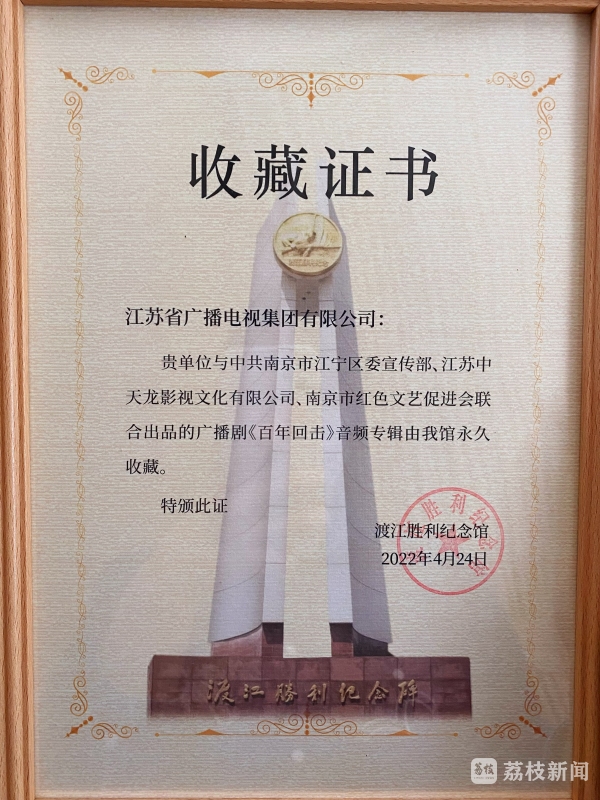 收藏证书
江苏省广播电视集团有限公司：
贵单位与中共南京市江宁区委宣传部、江苏中
天龙影视文化有限公司、南京市红色文艺促进会联
合出品的广播剧《百年回击》音频专辑由我馆永久
收藏。
特颁此证
渡江胜利纪念馆
2022年4月24日
渡江勝利纪念馆
荔枝新闻